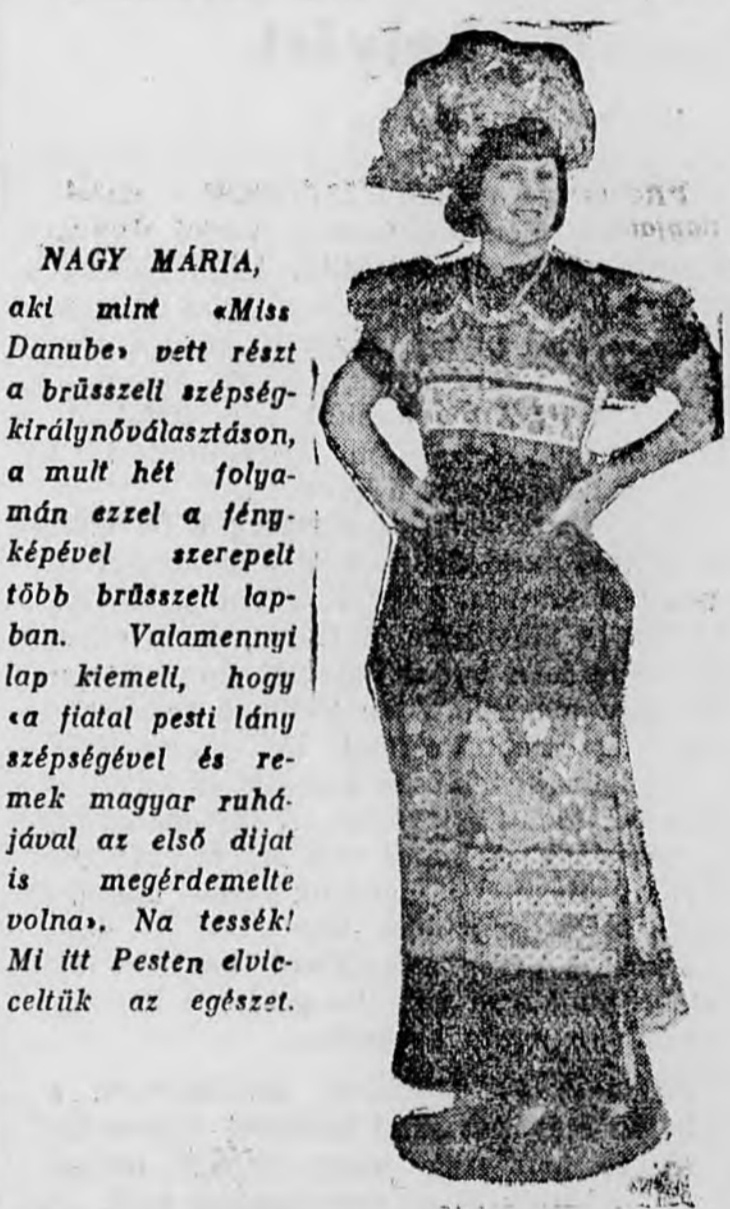 NAGY MÁRIA,
aki mint «Miss
Danube» vett részt
a brüsszeli szépség-
királynőválasztáson,
a mult hét folya-
mán ezzel a fény-
képével szerepelt
több brüsszeli lap-
ban. Valamennyi
lap kiemeli, hogy
«a fiatal pesti lány
szépségével és re-
mek magyar ruhá-
jával az első dijat
is megérdemelte
volna». Na tessék!
Mi itt Pesten elvic-
celtük az egészet.